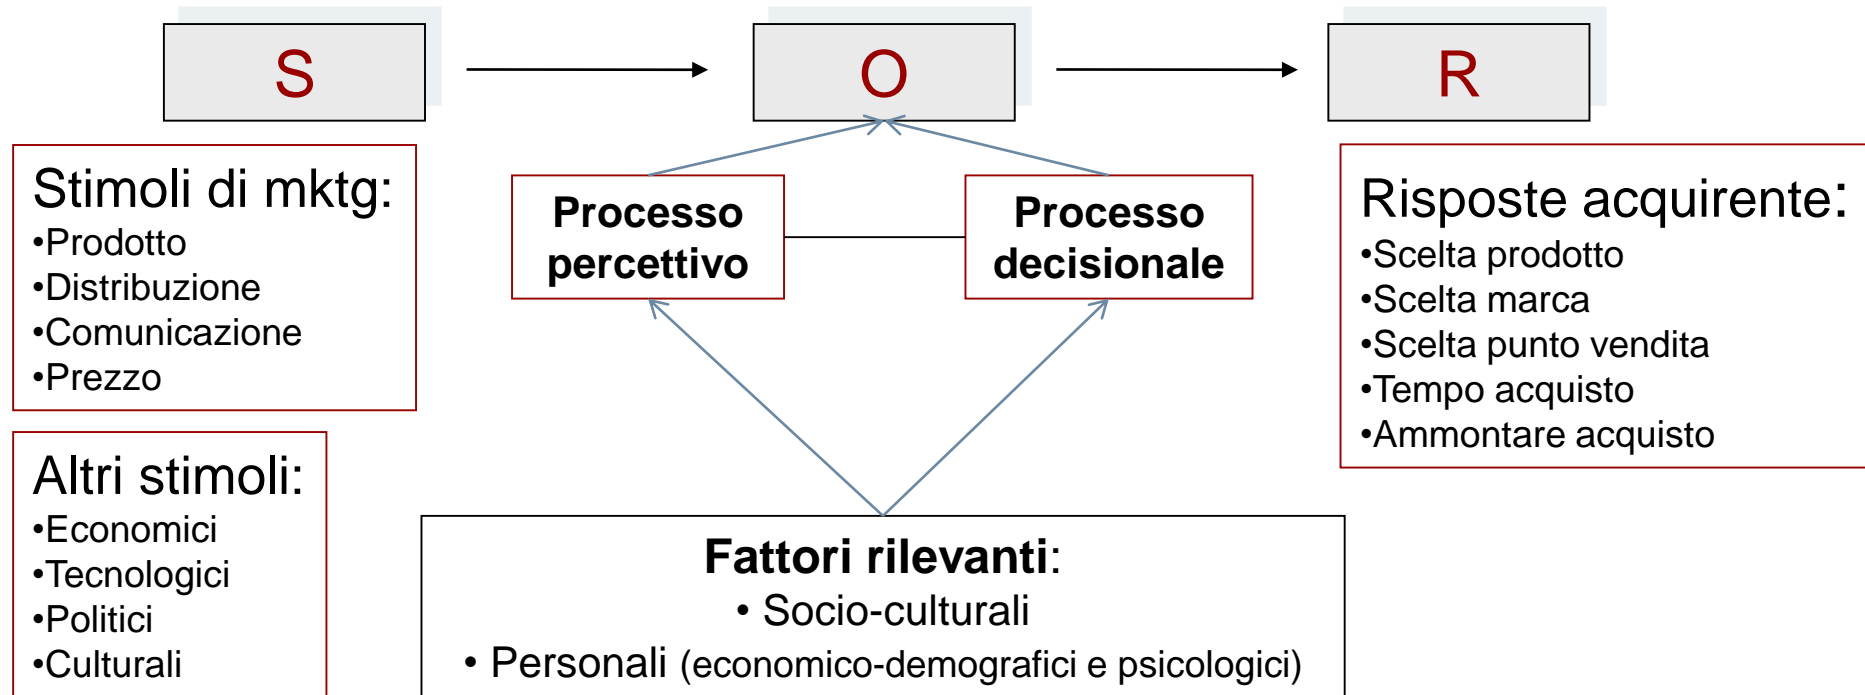 S
O
R
Stimoli di mktg:
•Prodotto
•Distribuzione
•Comunicazione
•Prezzo
Altri stimoli:
•Economici
•Tecnologici
•Politici
•Culturali
Processo
percettivo
Processo
decisionale
Fattori rilevanti:
• Socio-culturali
• Personali (economico-demografici e psicologici)
Risposte acquirente:
•Scelta prodotto
•Scelta marca
•Scelta punto vendita
•Tempo acquisto
•Ammontare acquisto